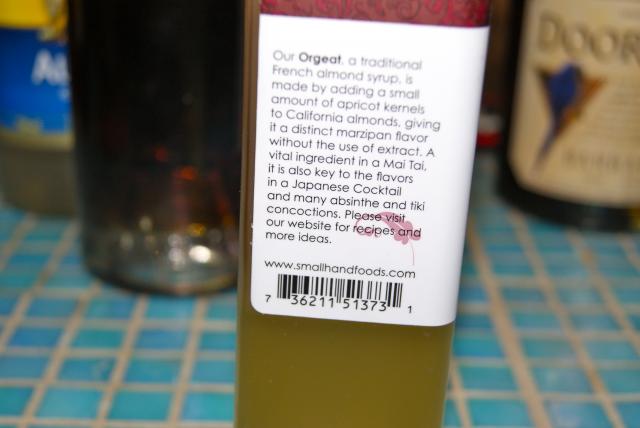 Our Orgeat, a traditional
French almond syrup, is
made by adding a small
amount of apricot kernels
to California almonds, giving
it a distinct marzipan flavor
without the use of extract. A
vital ingredient in a Mai Tai,
it is also key to the flavors
in a Japanese Cocktail
and many absinthe and tiki
concoctions. Please visit
our website for recipes and
more ideas.
www.smallhandfoods.com
7 36211 51373 1
DOOR